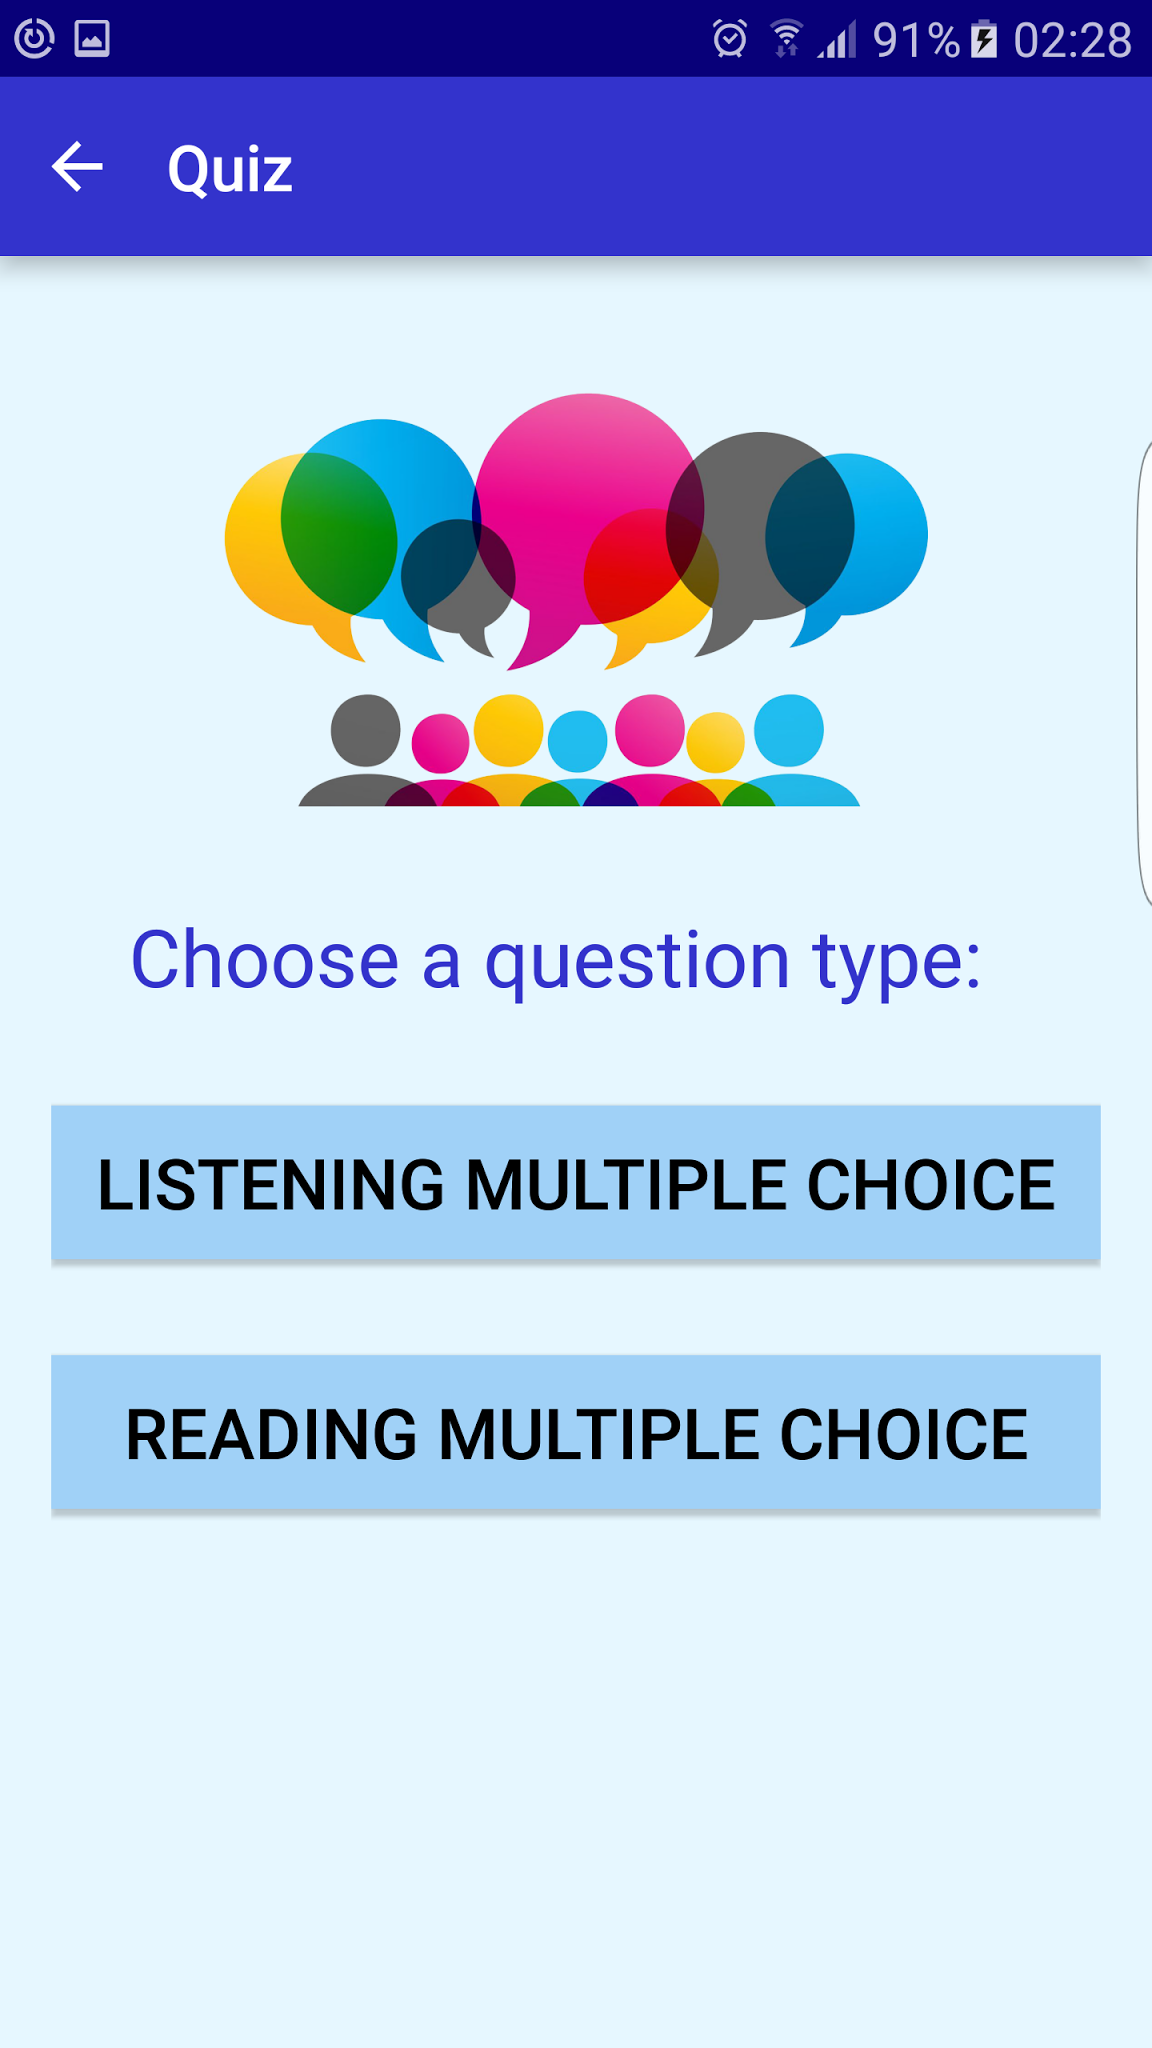 91% 02:28
Quiz
Choose a question type:
LISTENING MULTIPLE CHOICE
READING MULTIPLE CHOICE